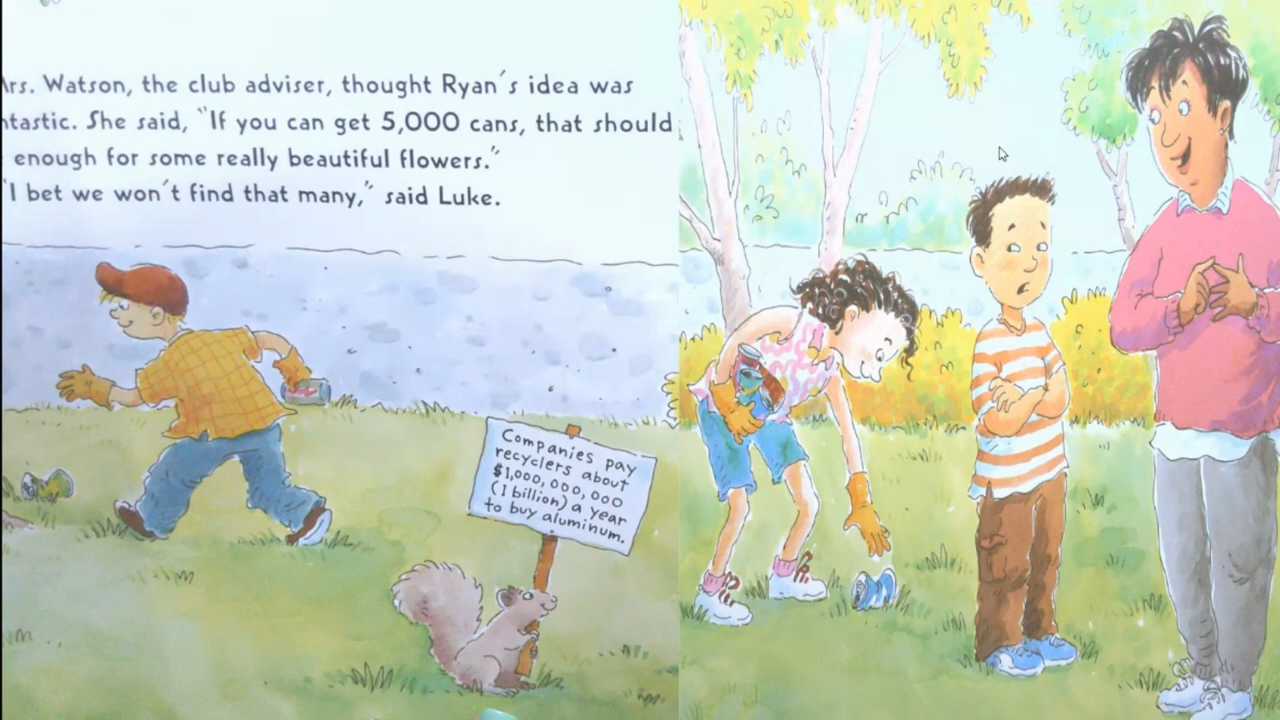 Watson, the club adviser, thought Ryan's idea was
She said, "If you can get 5,000 cans, that should
enough for some really beautiful flowers."
"I bet we won't find that many," said Luke.
Companies pay
recyclers about
$1,000,000,000
(1 billion) a year
to buy aluminum.